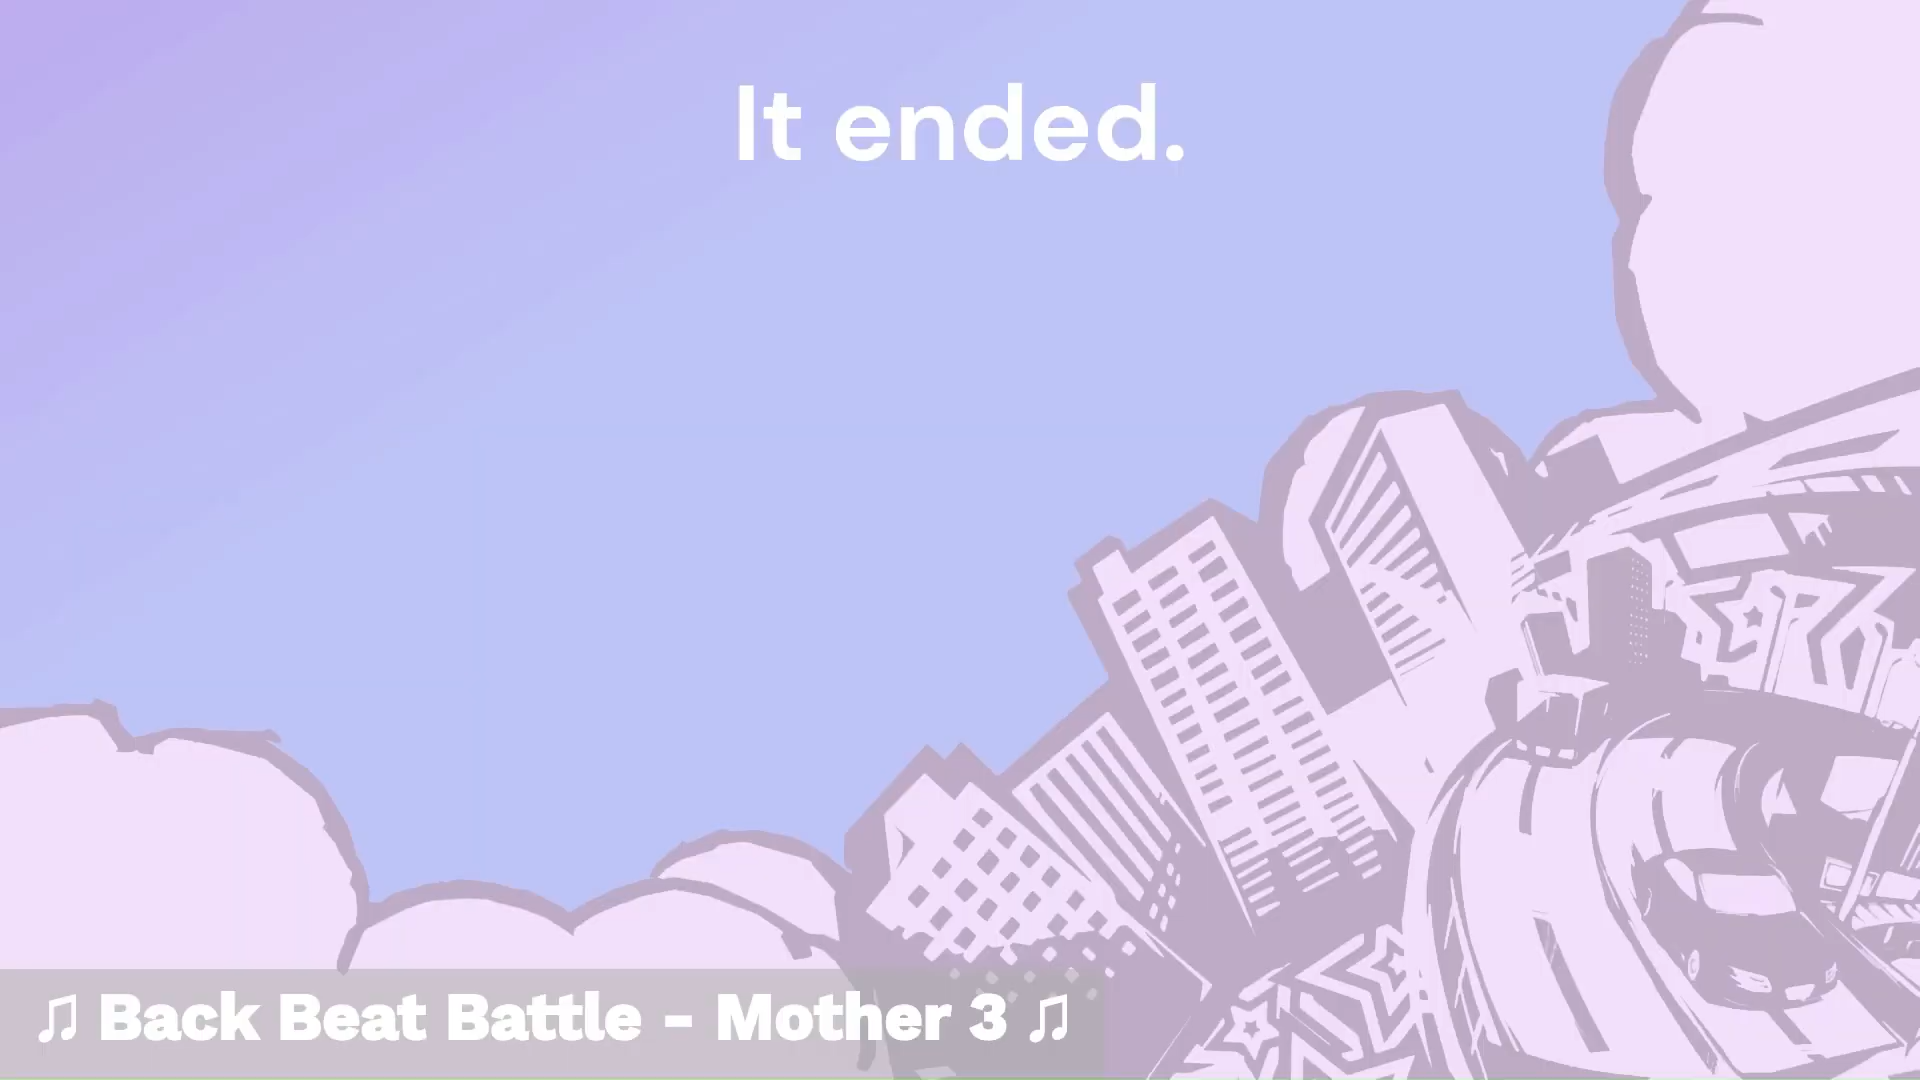 It ended.
♫ Back Beat Battle - Mother 3 ♫